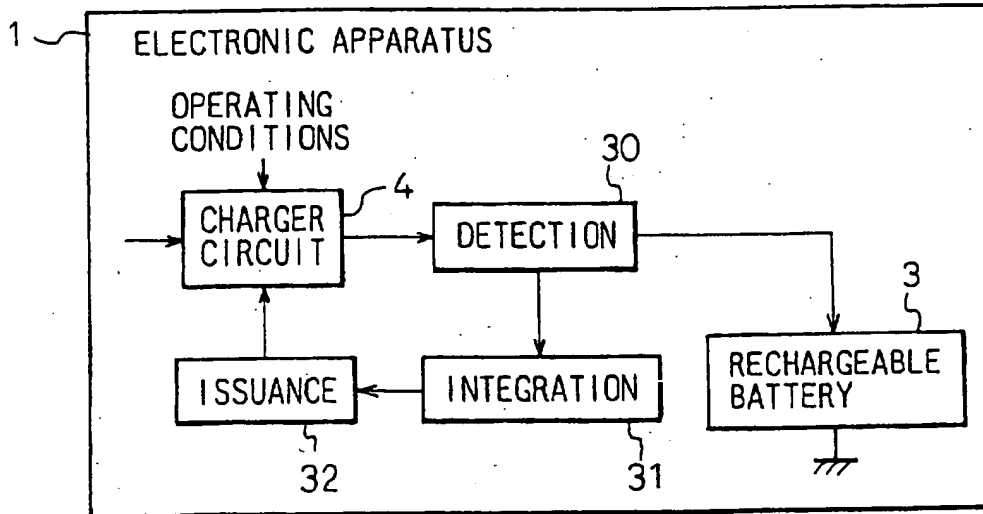 1
ELECTRONIC APPARATUS
OPERATING
CONDITIONS
4
CHARGER
CIRCUIT
30
DETECTION
3
RECHARGEABLE
BATTERY
ISSUANCE
32
INTEGRATION
31